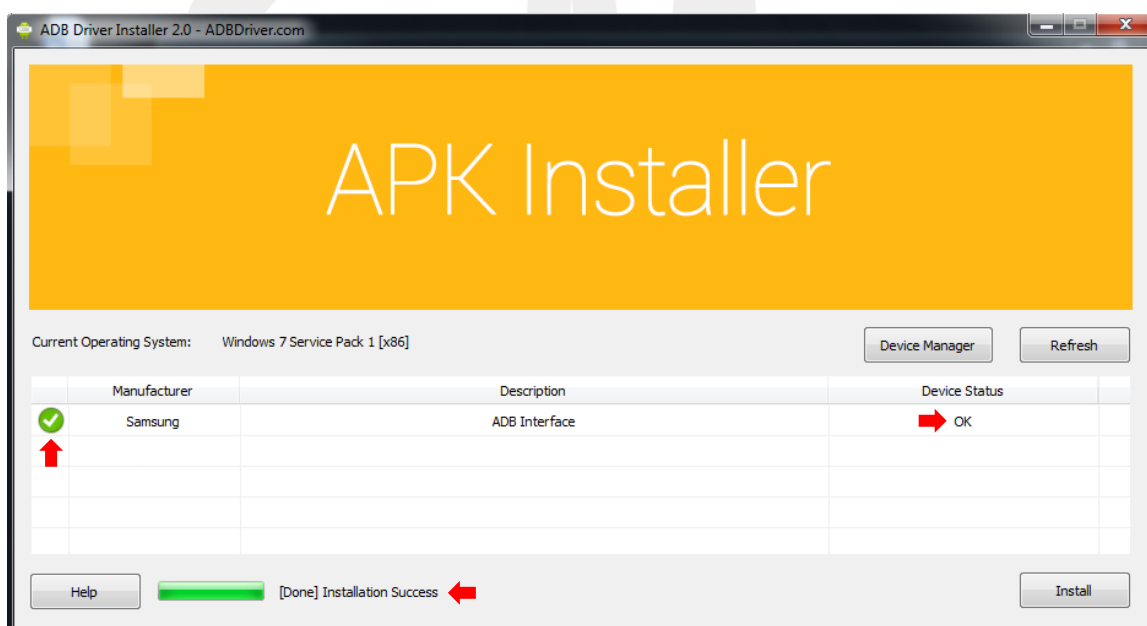 ADB Driver Installer 2.0 - ADBDriver.com
APK Installer
Current Operating System: Windows 7 Service Pack 1 [x86]
Device Manager
Refresh
Manufacturer Description Device Status
Samsung ADB Interface OK
Help
[Done] Installation Success
Install